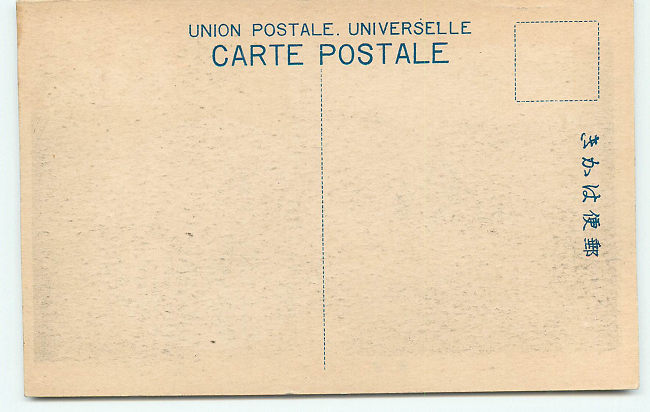 UNION POSTALE. UNIVERSELLE
CARTE POSTALE
郵便はかき